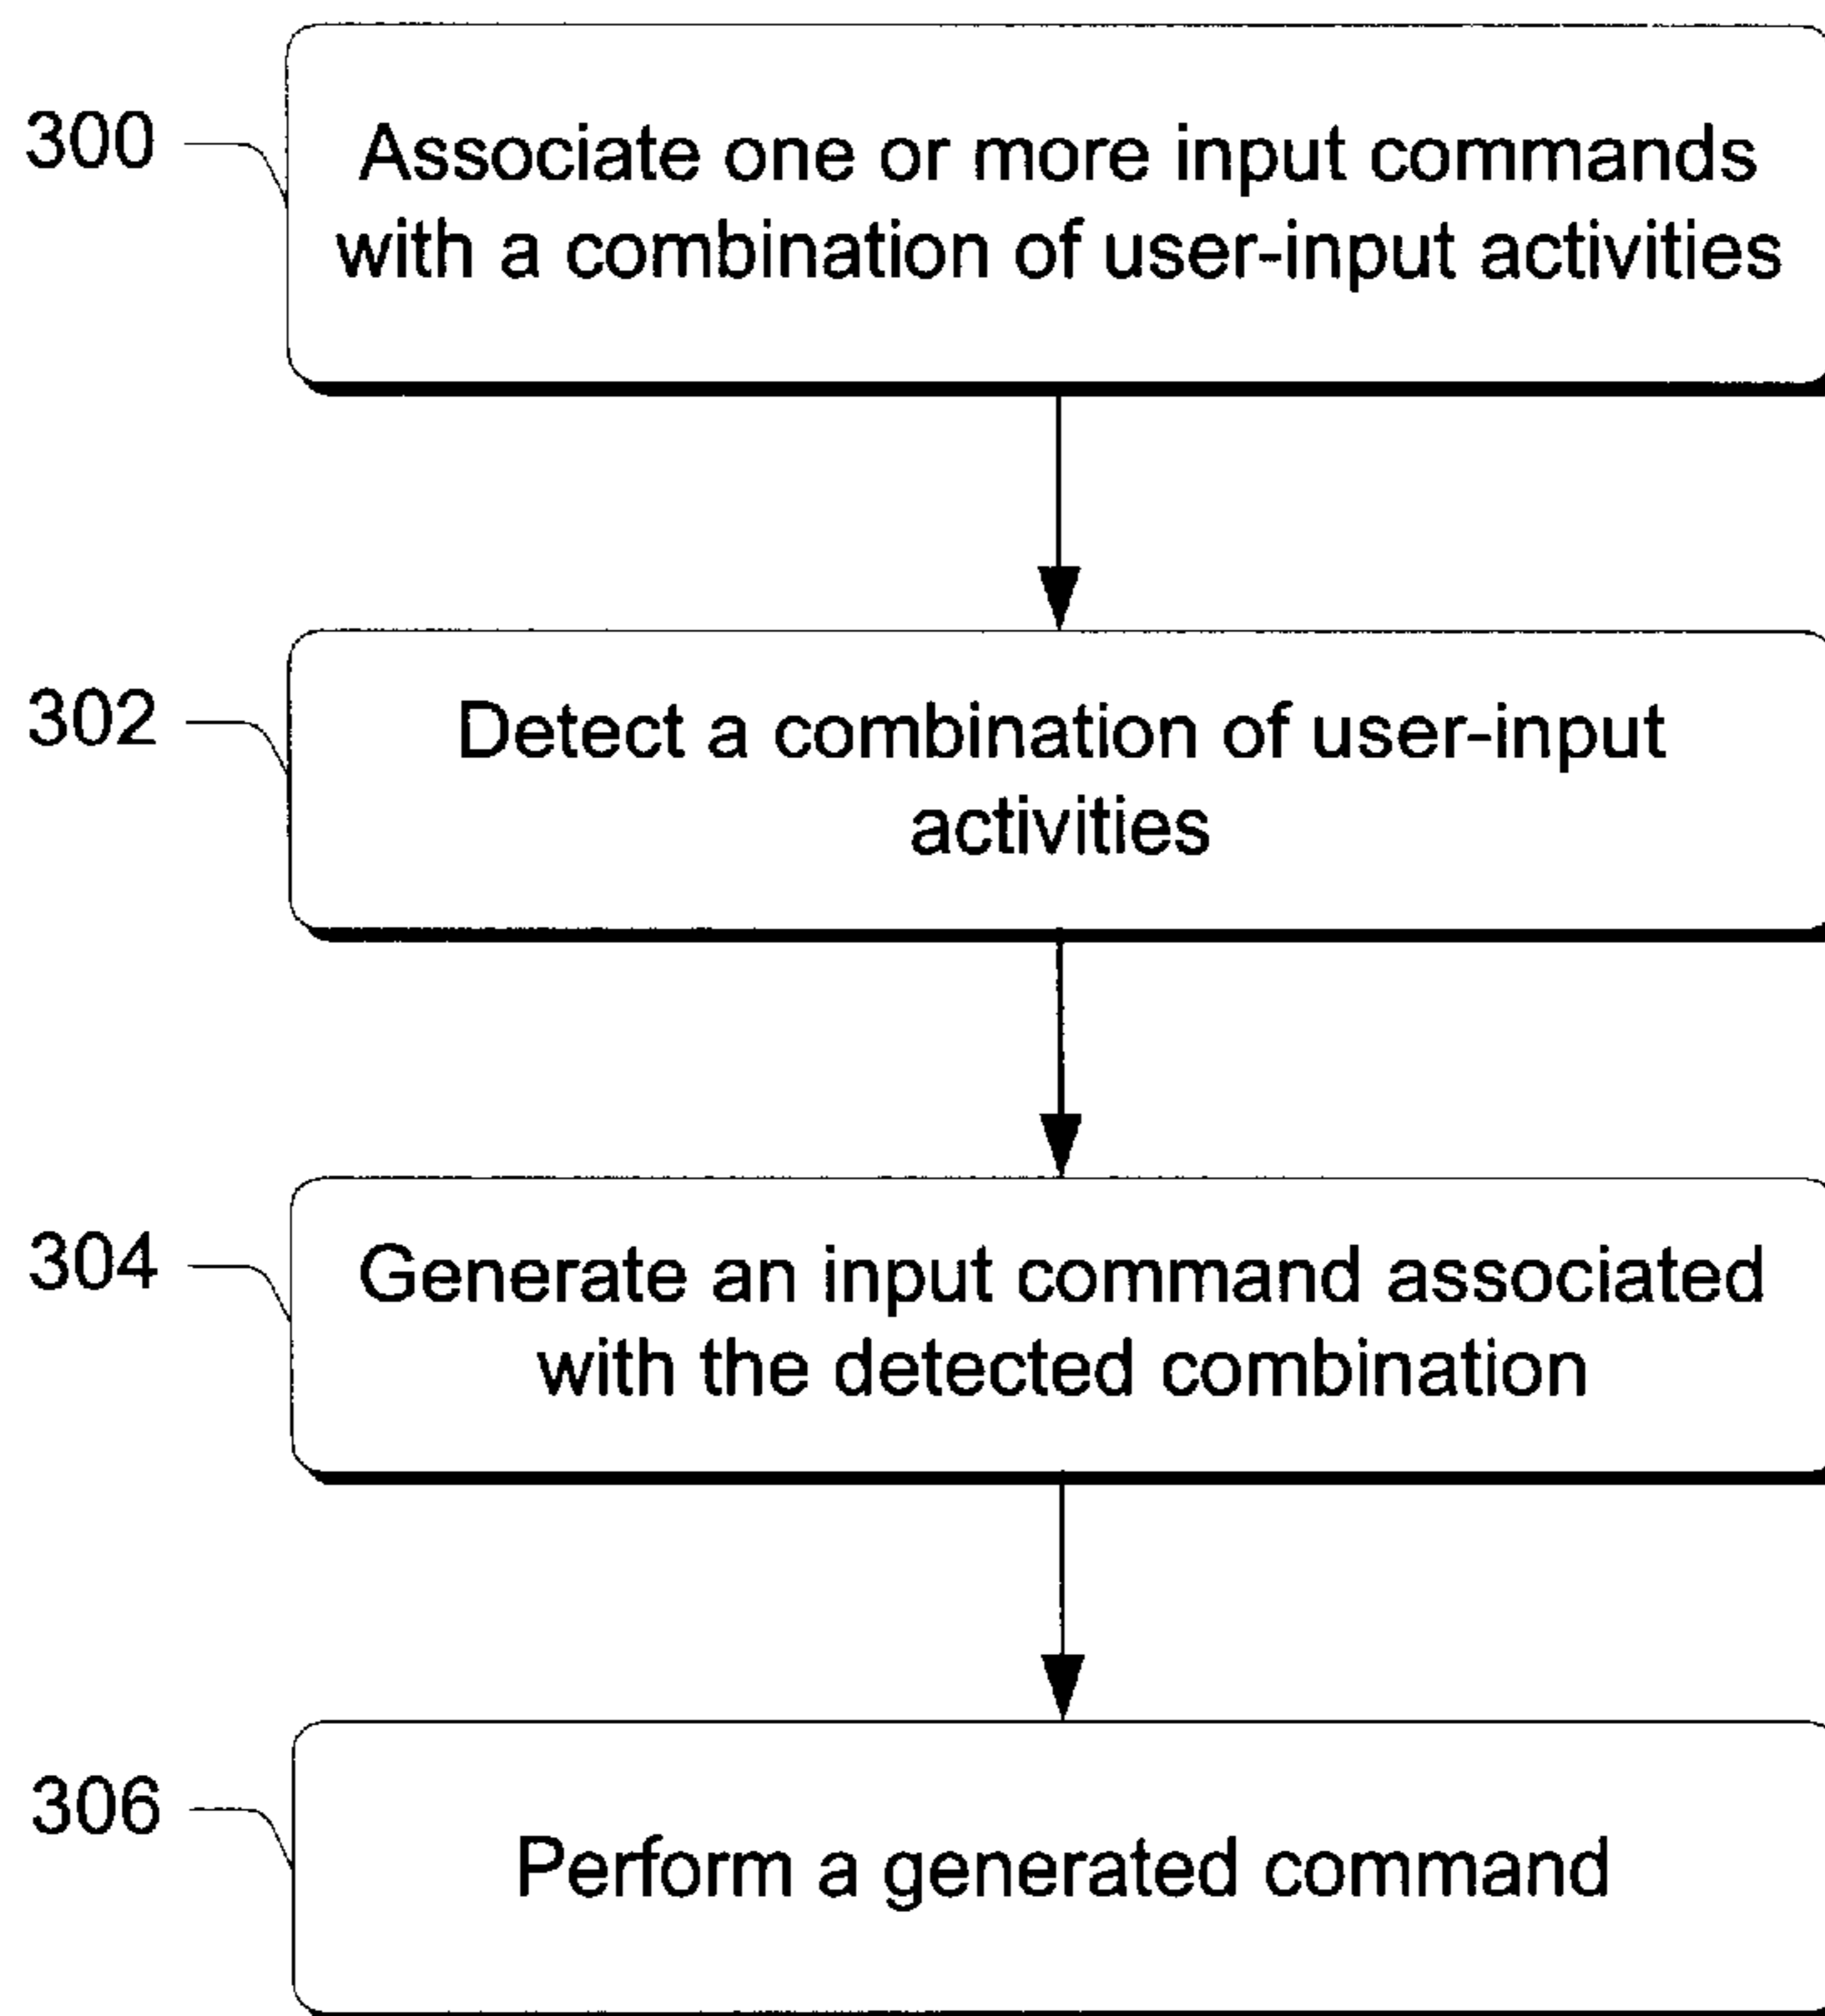 300
Associate one or more input commands
with a combination of user-input activities
302
Detect a combination of user-input
activities
304
Generate an input command associated
with the detected combination
306
Perform a generated command